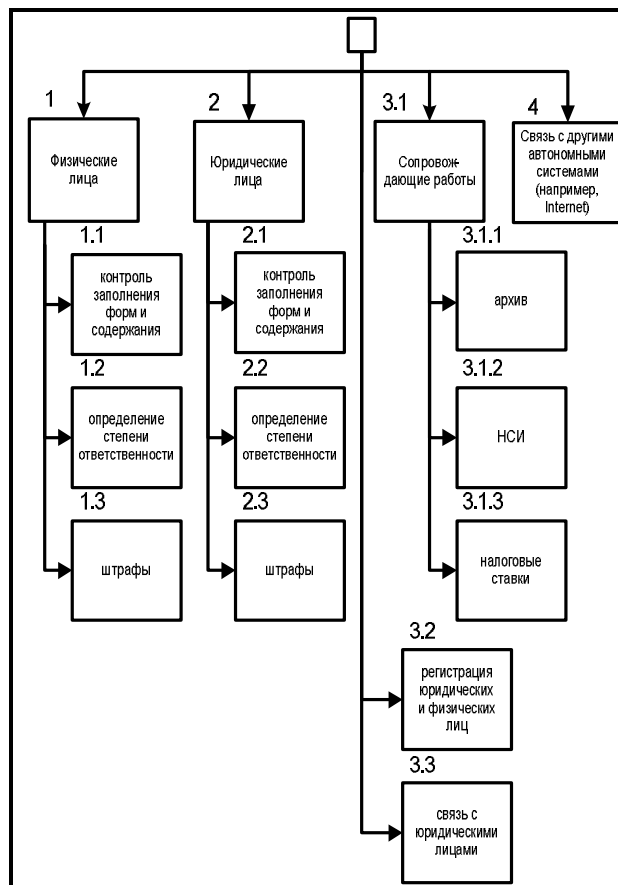 1
Физические
лица
2
Юридические
лица
3.1
Сопровож-
дающие работы
4
Связь с другими
автономными
системами
(например,
Internet)
1.1
контроль
заполнения
форм и
содержания
2.1
контроль
заполнения
форм и
содержания
3.1.1
архив
1.2
определение
степени
ответственности
2.2
определение
степени
ответственности
3.1.2
НСИ
1.3
штрафы
2.3
штрафы
3.1.3
налоговые
ставки
3.2
регистрация
юридических
и физических
лиц
3.3
связь с
юридическими
лицами